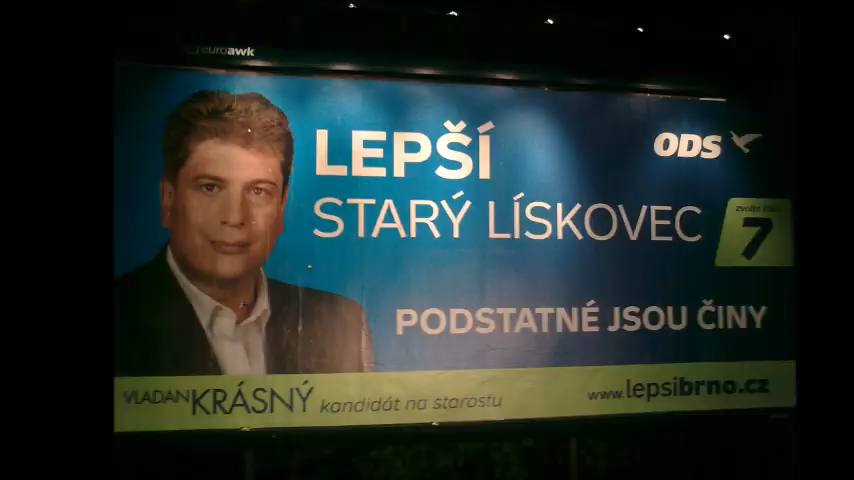 euroawk
LEPŠÍ
ODS
STARÝ LÍSKOVEC
7
PODSTATNÉ JSOU ČINY
VLADAN KRÁSNÝ kandidát na starostu
www.lepsibrno.cz